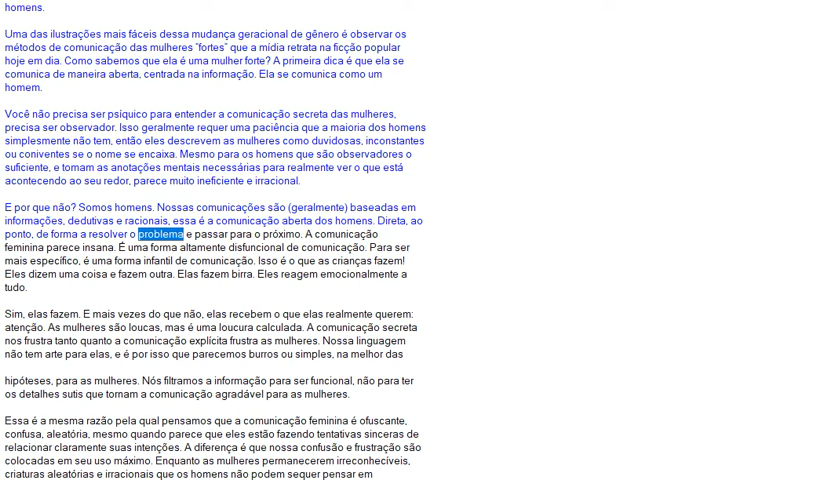 homens.
Uma das ilustrações mais fáceis dessa mudança geracional de gênero é observar os
métodos de comunicação das mulheres "fortes" que a mídia retrata na ficção popular
hoje em dia. Como sabemos que ela é uma mulher forte? A primeira dica é que ela se
comunica de maneira aberta, centrada na informação. Ela se comunica como um
homem.
Você não precisa ser psíquico para entender a comunicação secreta das mulheres,
precisa ser observador. Isso geralmente requer uma paciência que a maioria dos homens
simplesmente não tem, então eles descrevem as mulheres como duvidosas, inconstantes
ou coniventes se o nome se encaixa. Mesmo para os homens que são observadores o
suficiente, e tomam as anotações mentais necessárias para realmente ver o que está
acontecendo ao seu redor, parece muito ineficiente e irracional.
E por que não? Somos homens. Nossas comunicações são (geralmente) baseadas em
informações, dedutivas e racionais, essa é a comunicação aberta dos homens. Direta, ao
ponto, de forma a resolver o problema e passar para o próximo. A comunicação
feminina parece insana. É uma forma altamente disfuncional de comunicação. Para ser
mais específico, é uma forma infantil de comunicação. Isso é o que as crianças fazem!
Eles dizem uma coisa e fazem outra. Elas fazem birra. Eles reagem emocionalmente a
tudo.
Sim, elas fazem. E mais vezes do que não, elas recebem o que elas realmente querem:
atenção. As mulheres são loucas, mas é uma loucura calculada. A comunicação secreta
nos frustra tanto quanto a comunicação explícita frustra as mulheres. Nossa linguagem
não tem arte para elas, e é por isso que parecemos burros ou simples, na melhor das
hipóteses, para as mulheres. Nós filtramos a informação para ser funcional, não para ter
os detalhes sutis que tornam a comunicação agradável para as mulheres.
Essa é a mesma razão pela qual pensamos que a comunicação feminina é ofuscante,
confusa, aleatória, mesmo quando parece que eles estão fazendo tentativas sinceras de
relacionar claramente suas intenções. A diferença é que nossa confusão e frustração são
colocadas em seu uso máximo. Enquanto as mulheres permanecerem irreconhecíveis,
criaturas aleatórias e irracionais que os homens não podem sequer pensar em